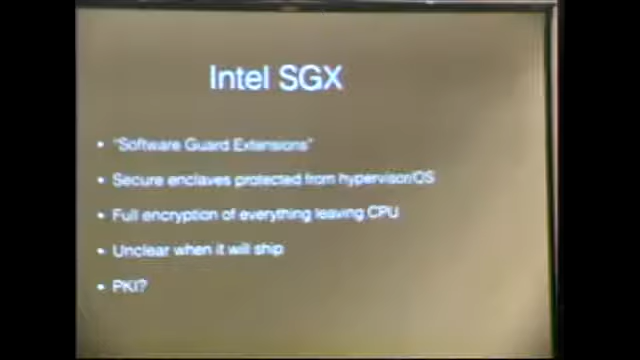 Intel SGX
• "Software Guard Extensions"
• Secure enclaves protected from hypervisor/OS
• Full encryption of everything leaving CPU
• Unclear when it will ship
• PKI?